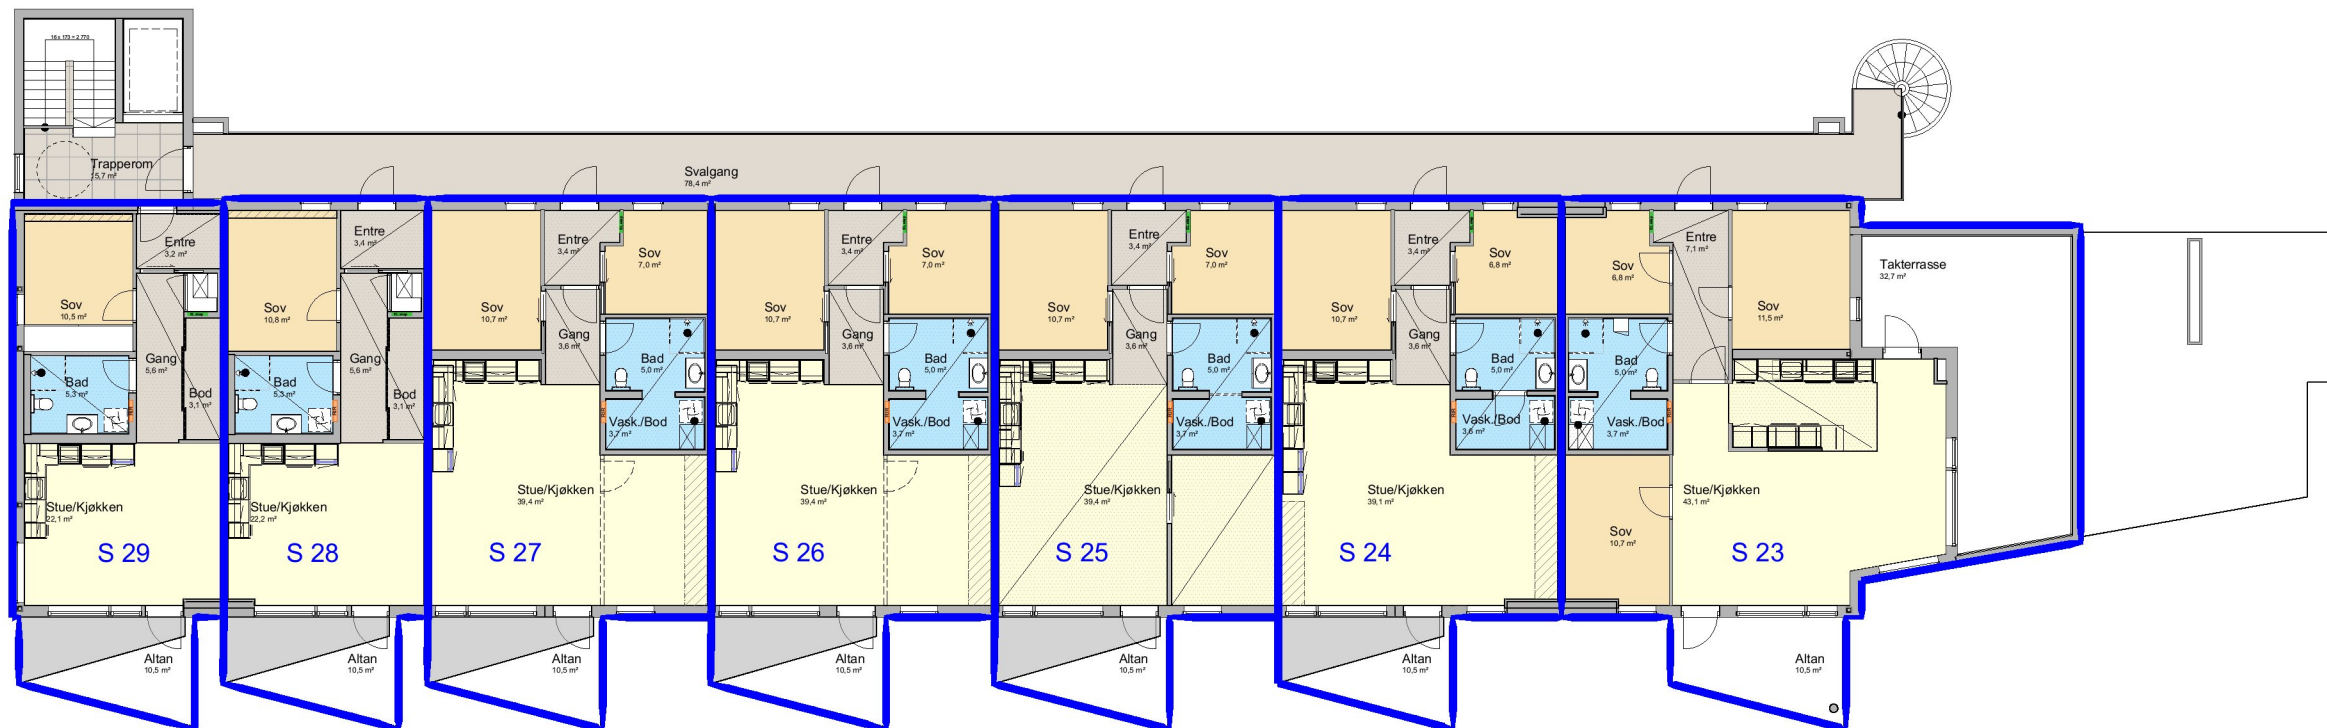 16 x 173 = 2 770
Trapperom
15,7 m²
Svalgang
78,4 m²
Entre
3,2 m²
Sov
10,5 m²
Gang
5,6 m²
Bad
5,3 m²
Bod
3,1 m²
Stue/Kjøkken
22,1 m²
S 29
Altan
10,5 m²
Entre
3,4 m²
Sov
10,8 m²
Gang
5,6 m²
Bad
5,3 m²
Bod
3,1 m²
Stue/Kjøkken
22,2 m²
S 28
Altan
10,5 m²
Entre
3,4 m²
Sov
7,0 m²
Sov
10,7 m²
Gang
3,6 m²
Bad
5,0 m²
Vask./Bod
3,7 m²
Stue/Kjøkken
39,4 m²
S 27
Altan
10,5 m²
Entre
3,4 m²
Sov
7,0 m²
Sov
10,7 m²
Gang
3,6 m²
Bad
5,0 m²
Vask./Bod
3,7 m²
Stue/Kjøkken
39,4 m²
S 26
Altan
10,5 m²
Entre
3,4 m²
Sov
7,0 m²
Sov
10,7 m²
Gang
3,6 m²
Bad
5,0 m²
Vask./Bod
3,7 m²
Stue/Kjøkken
39,4 m²
S 25
Altan
10,5 m²
Entre
3,4 m²
Sov
6,8 m²
Sov
10,7 m²
Gang
3,6 m²
Bad
5,0 m²
Vask./Bod
3,6 m²
Stue/Kjøkken
39,1 m²
S 24
Altan
10,5 m²
Entre
7,1 m²
Sov
6,8 m²
Sov
11,5 m²
Takterrasse
32,7 m²
Bad
5,0 m²
Vask./Bod
3,7 m²
Stue/Kjøkken
43,1 m²
Sov
10,7 m²
S 23
Altan
10,5 m²